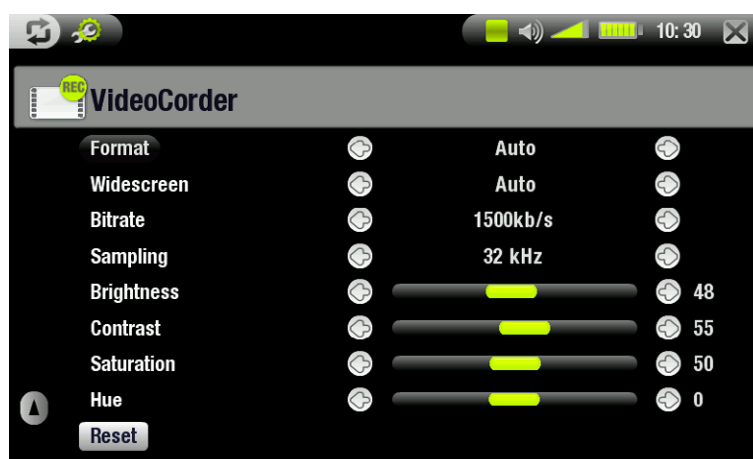 10:30
REC
VideoCorder
Format Auto
Widescreen Auto
Bitrate 1500kb/s
Sampling 32 kHz
Brightness 48
Contrast 55
Saturation 50
Hue 0
Reset